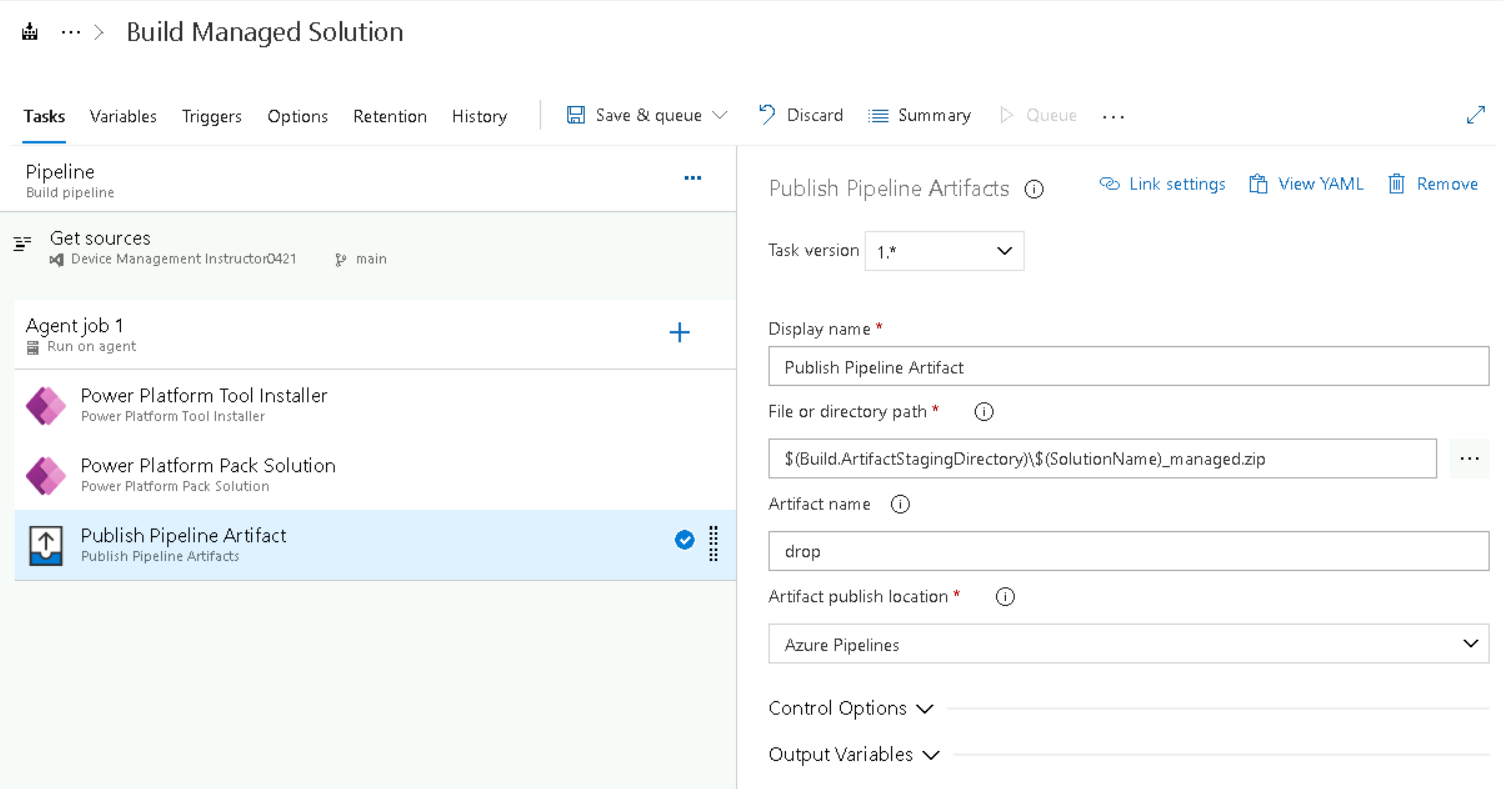 ··· > Build Managed Solution
Tasks Variables Triggers Options Retention History Save & queue Discard Summary Queue ...
Pipeline
Build pipeline
...
Get sources
Device Management Instructor0421 main
Agent job 1
Run on agent
+
Power Platform Tool Installer
Power Platform Tool Installer
Power Platform Pack Solution
Power Platform Pack Solution
Publish Pipeline Artifact
Publish Pipeline Artifacts
Publish Pipeline Artifacts Link settings View YAML Remove
Task version 1.*
Display name *
Publish Pipeline Artifact
File or directory path *
$(Build.ArtifactStagingDirectory)\$(SolutionName)_managed.zip ...
Artifact name
drop
Artifact publish location *
Azure Pipelines
Control Options
Output Variables